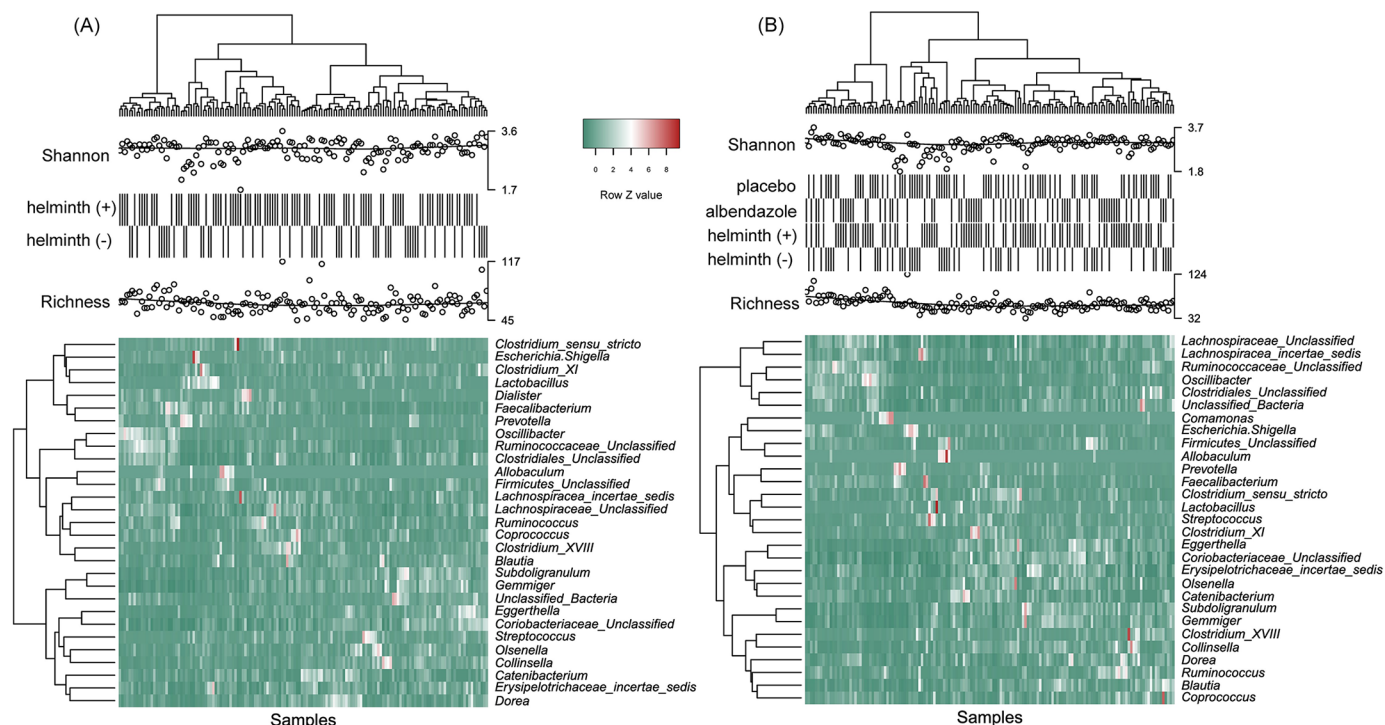 (A)
3.6
Shannon
1.7
helminth (+)
helminth (-)
117
Richness
45
Clostridium_sensu_stricto
Escherichia.Shigella
Clostridium_XI
Lactobacillus
Dialister
Faecalibacterium
Prevotella
Oscillibacter
Ruminococcaceae_Unclassified
Clostridiales_Unclassified
Allobaculum
Firmicutes_Unclassified
Lachnospiracea_incertae_sedis
Lachnospiraceae_Unclassified
Ruminococcus
Coprococcus
Clostridium_XVIII
Blautia
Subdoligranulum
Gemmiger
Unclassified_Bacteria
Eggerthella
Coriobacteriaceae_Unclassified
Streptococcus
Olsenella
Collinsella
Catenibacterium
Erysipelotrichaceae_incertae_sedis
Dorea
Samples
0 2 4 6 8
Row Z value
(B)
3.7
Shannon
1.8
placebo
albendazole
helminth (+)
helminth (-)
124
Richness
32
Lachnospiraceae_Unclassified
Lachnospiracea_incertae_sedis
Ruminococcaceae_Unclassified
Oscillibacter
Clostridiales_Unclassified
Unclassified_Bacteria
Comamonas
Escherichia.Shigella
Firmicutes_Unclassified
Allobaculum
Prevotella
Faecalibacterium
Clostridium_sensu_stricto
Lactobacillus
Streptococcus
Clostridium_XI
Eggerthella
Coriobacteriaceae_Unclassified
Erysipelotrichaceae_incertae_sedis
Olsenella
Catenibacterium
Subdoligranulum
Gemmiger
Clostridium_XVIII
Collinsella
Dorea
Ruminococcus
Blautia
Coprococcus
Samples